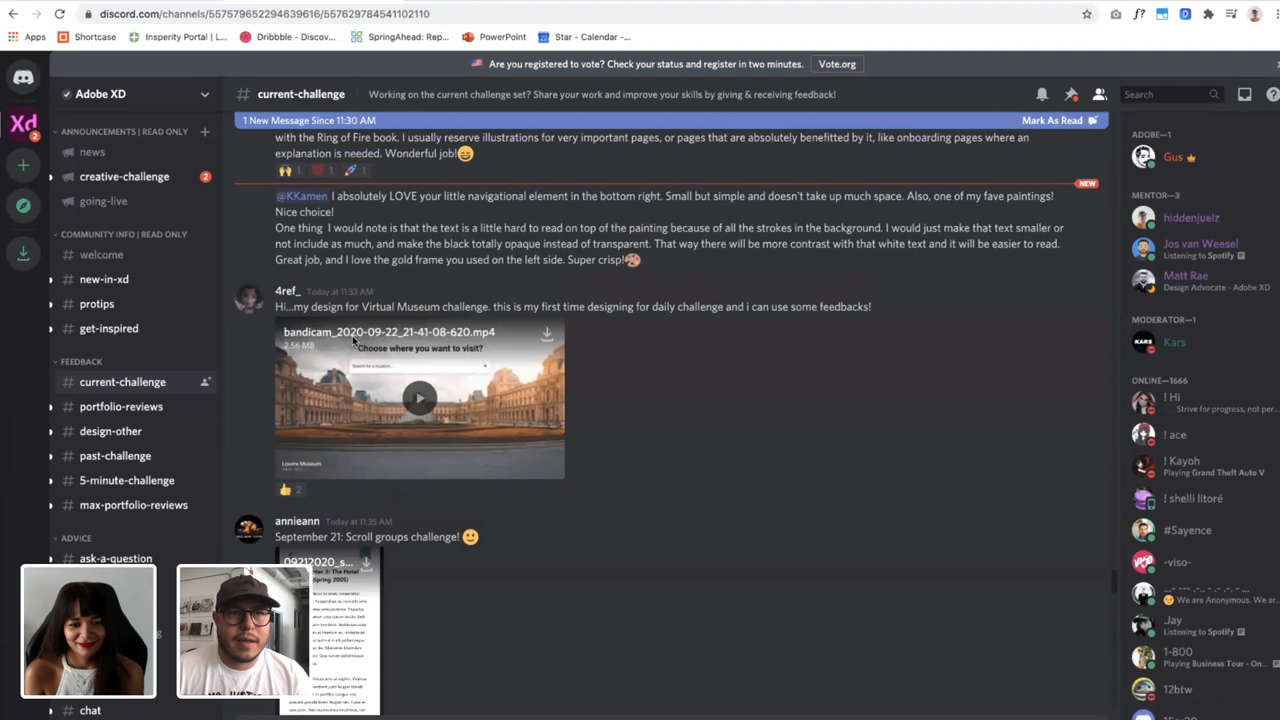 discord.com/channels/557579652294639616/557629784541102110
Apps Shortcase Insperity Portal | L... Dribbble - Discov... SpringAhead: Rep... PowerPoint Star - Calendar -...
Are you registered to vote? Check your status and register in two minutes. Vote.org
Adobe XD
# current-challenge Working on the current challenge set? Share your work and improve your skills by giving & receiving feedback! Search
1 New Message Since 11:30 AM Mark As Read
Xd
2
ANNOUNCEMENTS | READ ONLY
news
creative-challenge 2
going-live
COMMUNITY INFO | READ ONLY
welcome
# new-in-xd
# protips
# get-inspired
FEEDBACK
# current-challenge
# portfolio-reviews
# design-other
# past-challenge
# 5-minute-challenge
# max-portfolio-reviews
ADVICE
# ask-a-question
chat
with the Ring of Fire book. I usually reserve illustrations for very important pages, or pages that are absolutely benefitted by it, like onboarding pages where an
explanation is needed. Wonderful job!
1 1 1
NEW
@KKamen I absolutely LOVE your little navigational element in the bottom right. Small but simple and doesn't take up much space. Also, one of my fave paintings!
Nice choice!
One thing I would note is that the text is a little hard to read on top of the painting because of all the strokes in the background. I would just make that text smaller or
not include as much, and make the black totally opaque instead of transparent. That way there will be more contrast with that white text and it will be easier to read.
Great job, and I love the gold frame you used on the left side. Super crisp!
4ref_ Today at 11:33 AM
Hi...my design for Virtual Museum challenge. this is my first time designing for daily challenge and i can use some feedbacks!
bandicam_2020-09-22_21-41-08-620.mp4
2.56 MB
Choose where you want to visit?
Search for a location...
Louvre Museum
2
annieann Today at 11:35 AM
September 21: Scroll groups challenge!
09212020_s...
ter 3: The Hotel
(Spring 2005)
ADOBE—1
Gus
MENTOR—3
hiddenjuelz
Jos van Weesel
Listening to Spotify
Matt Rae
Design Advocate - Adobe XD
MODERATOR—1
KARS
Kars
ONLINE—1666
! Hi
Strive for progress, not per...
! ace
! Kayoh
Playing Grand Theft Auto V
! shelli litoré
#Sayence
-viso-
We are Anonymous. We ar...
Jay
Listening to Spotify
1-800
Playing Business Tour - On...
12btw